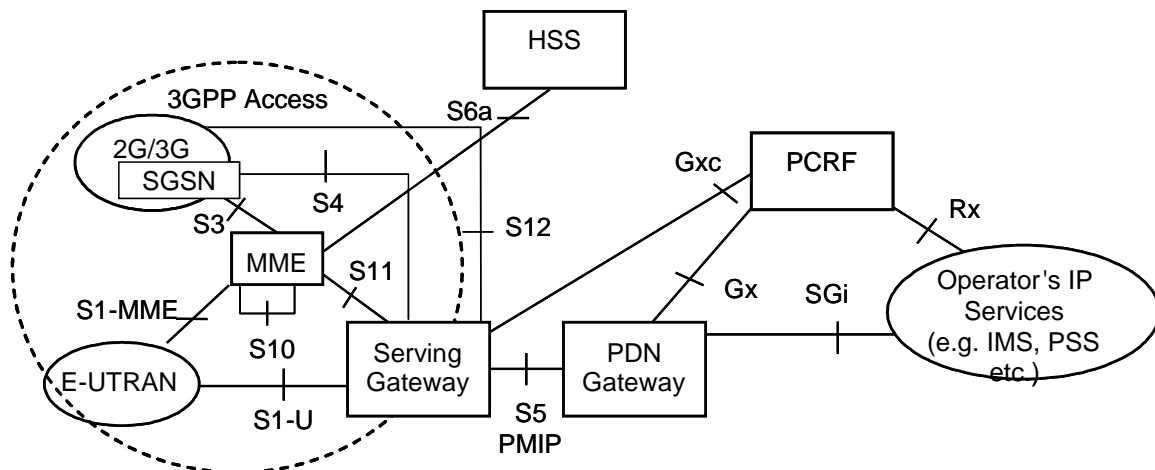 HSS
3GPP Access
S6a
2G/3G
SGSN
S4
S3
Gxc
PCRF
Rx
S12
MME
S11
S1-MME
S10
Gx
SGi
Operator's IP
Services
(e.g. IMS, PSS
etc.)
E-UTRAN
S1-U
Serving
Gateway
S5
PMIP
PDN
Gateway